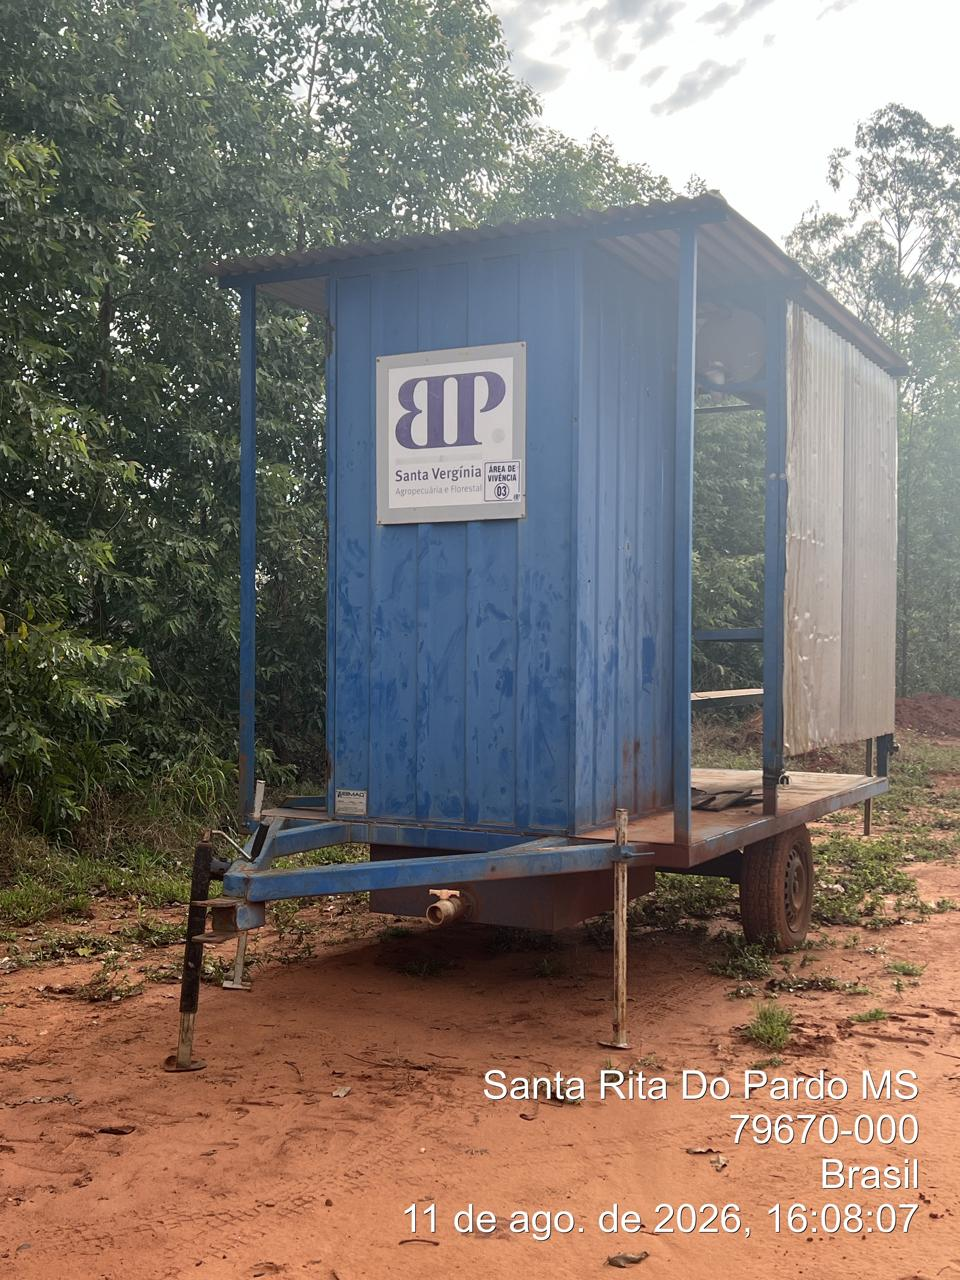 BP
Santa Vergínia
Agropecuária e Florestal
ÁREA DE
VIVÊNCIA
03
Santa Rita Do Pardo MS
79670-000
Brasil
11 de ago. de 2026, 16:08:07